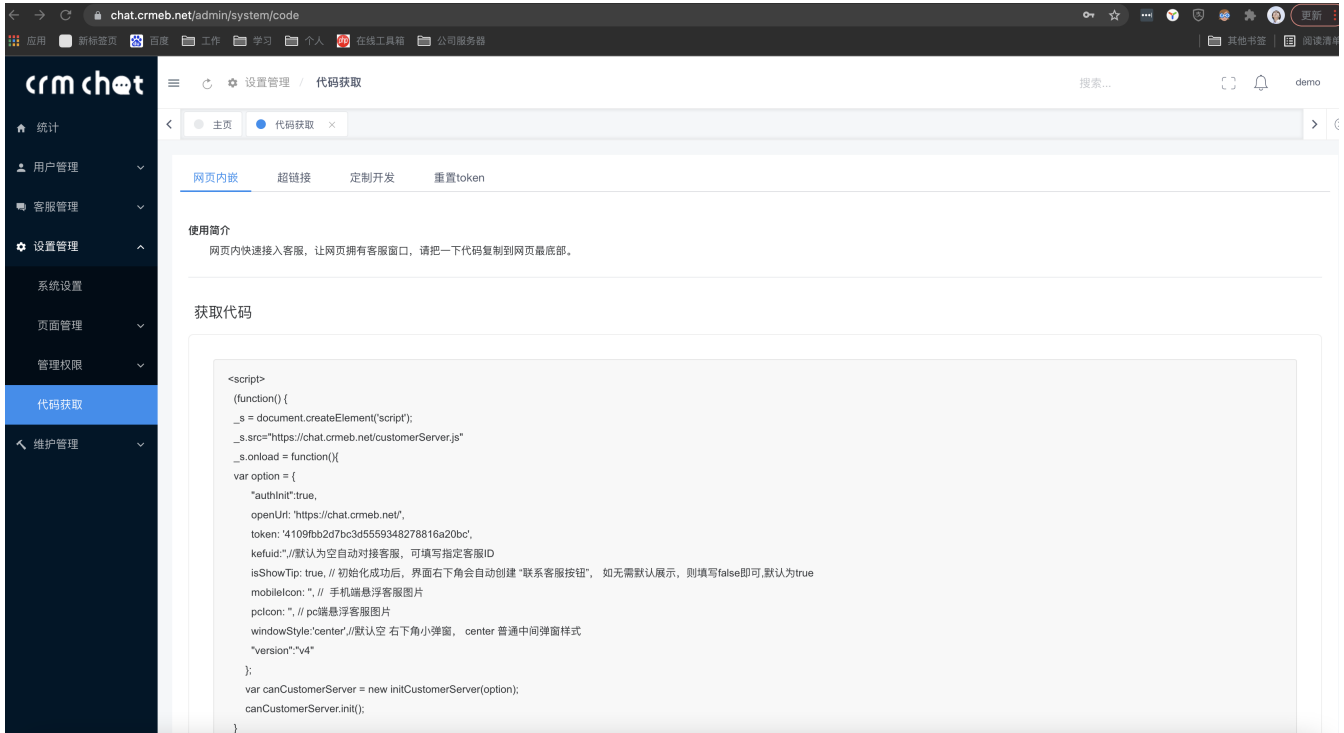 chat.crmeb.net/admin/system/code
更新
应用 新标签页 百度 工作 学习 个人 在线工具箱 公司服务器 其他书签 阅读清单
crm chat
设置管理 / 代码获取 搜索... demo
主页 代码获取 ×
统计
用户管理
客服管理
设置管理
系统设置
页面管理
管理权限
代码获取
维护管理
网页内嵌 超链接 定制开发 重置token
使用简介
网页内快速接入客服，让网页拥有客服窗口，请把一下代码复制到网页最底部。
获取代码
<script>
(function() {
_s = document.createElement('script');
_s.src="https://chat.crmeb.net/customerServer.js"
_s.onload = function(){
var option = {
"authInit":true,
openUrl: 'https://chat.crmeb.net/',
token: '4109fbb2d7bc3d5559348278816a20bc',
kefuid:'',//默认为空自动对接客服，可填写指定客服ID
isShowTip: true, // 初始化成功后，界面右下角会自动创建 “联系客服按钮”， 如无需默认展示，则填写false即可,默认为true
mobileIcon: '', // 手机端悬浮客服图片
pcIcon: '', // pc端悬浮客服图片
windowStyle:'center',//默认空 右下角小弹窗， center 普通中间弹窗样式
"version":"v4"
};
var canCustomerServer = new initCustomerServer(option);
canCustomerServer.init();
}